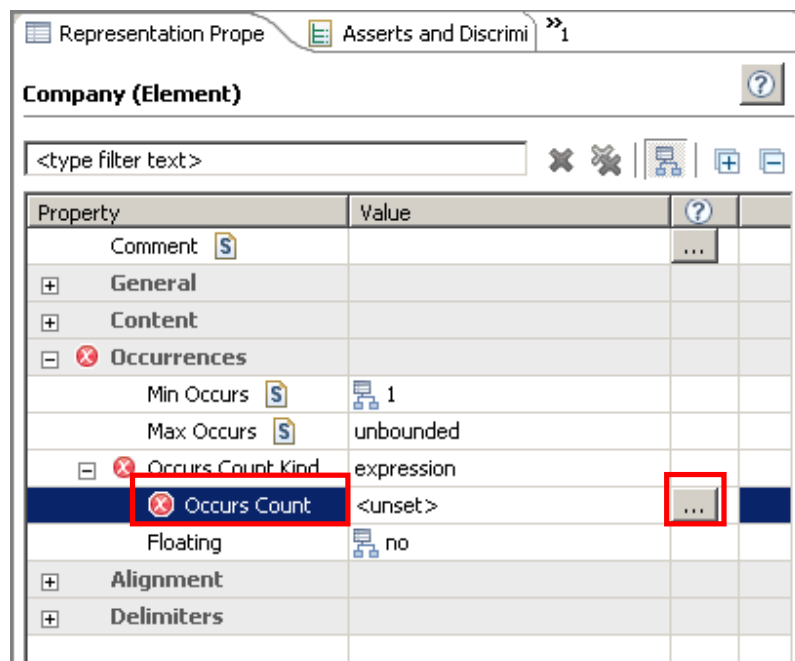 Representation Prope Asserts and Discrimi »1
Company (Element)
<type filter text>
Property Value
Comment S ...
General
Content
Occurrences
Min Occurs S 1
Max Occurs S unbounded
Occurs Count Kind expression
Occurs Count <unset> ...
Floating no
Alignment
Delimiters